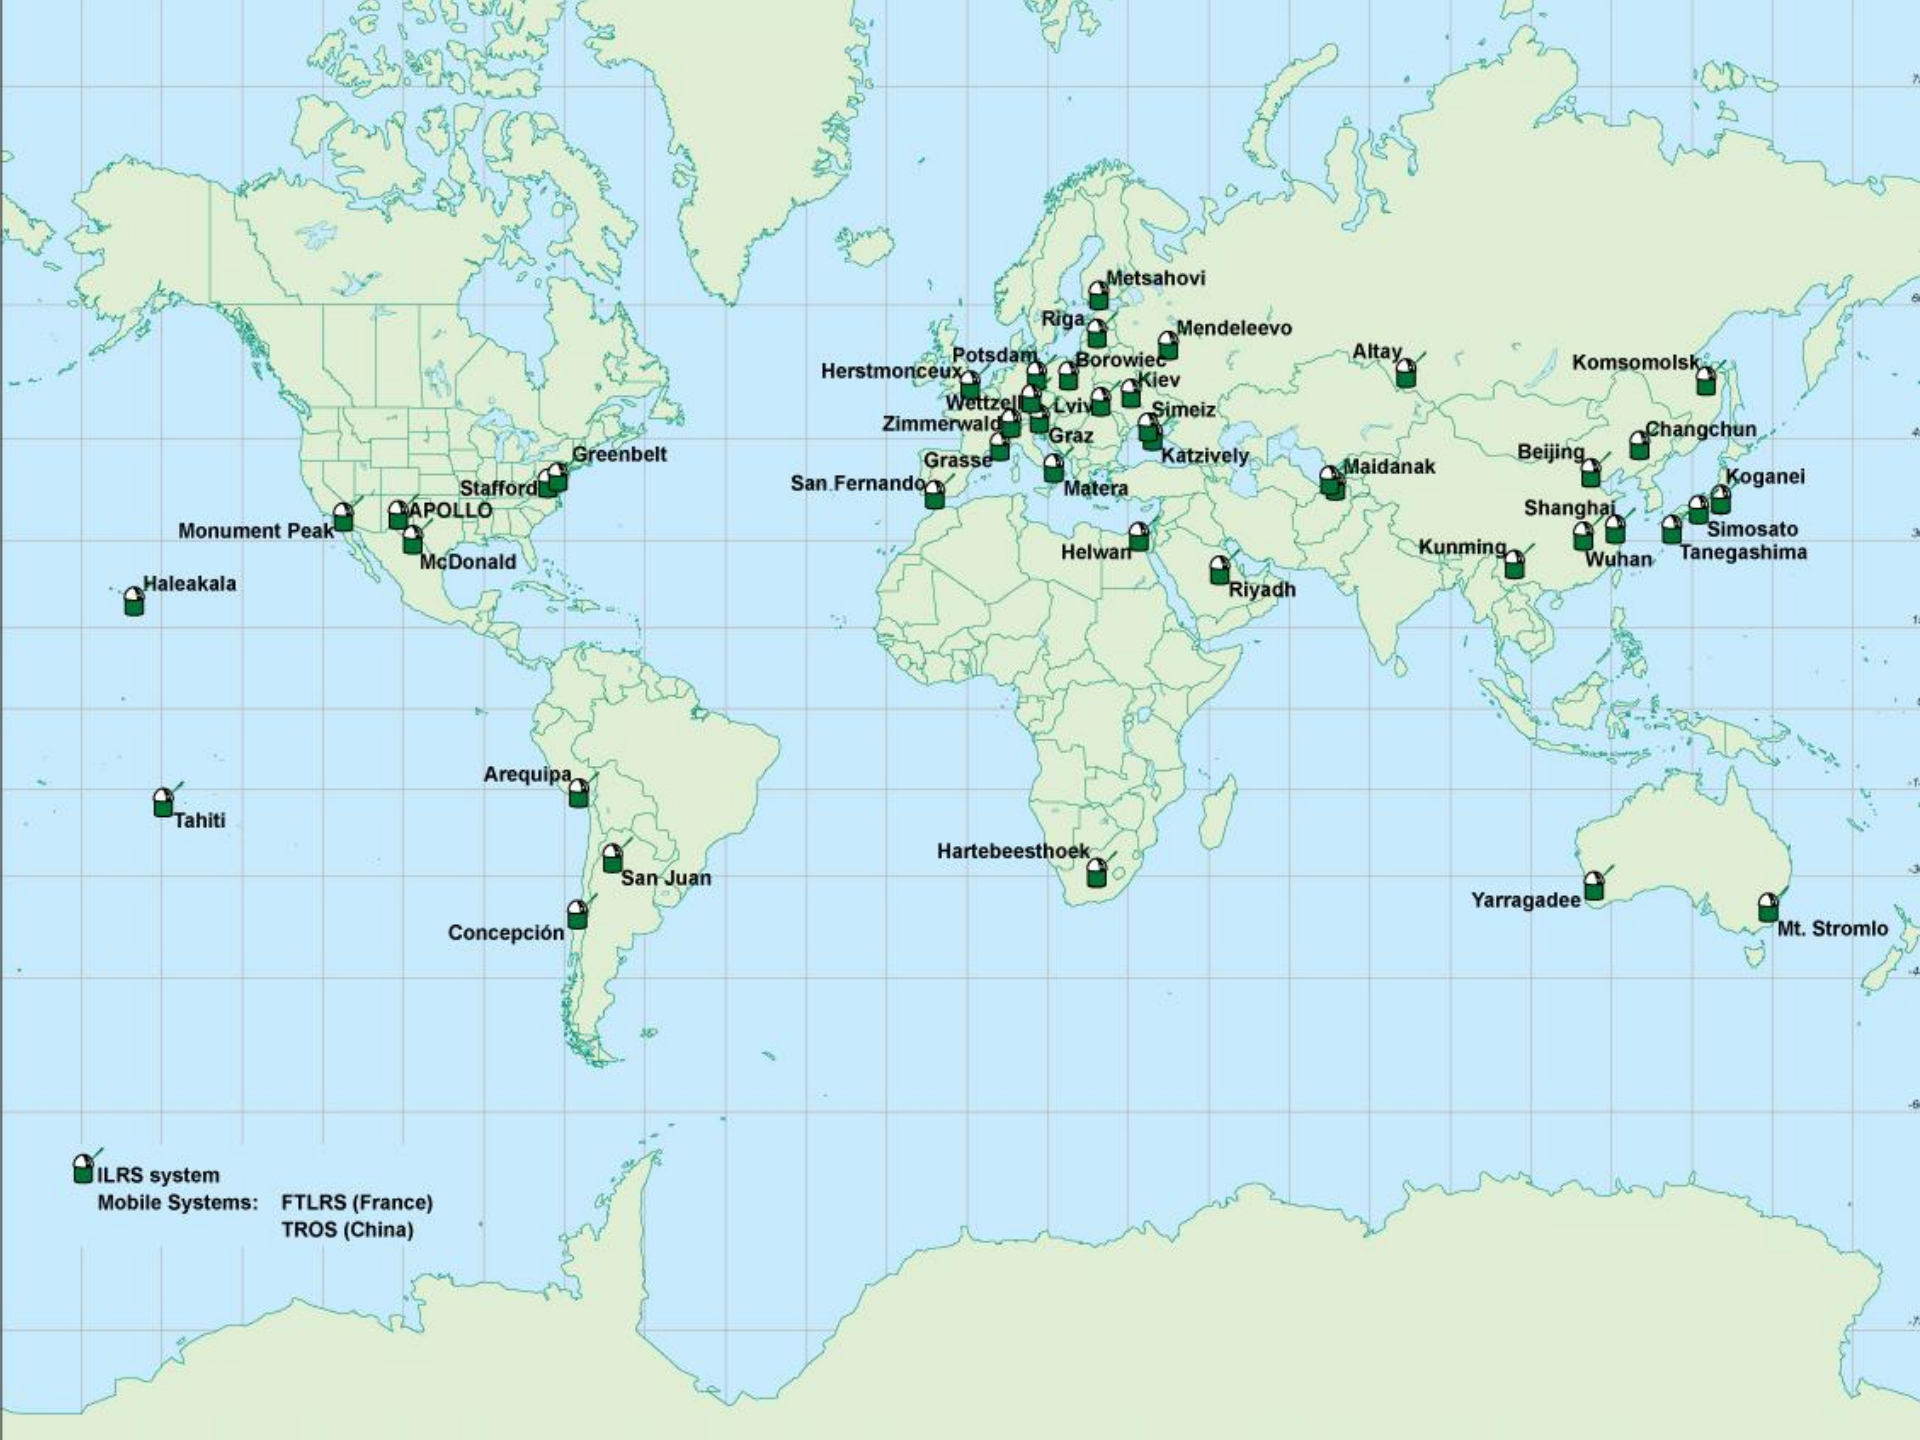 Metsahovi
Riga
Mendeleevo
Potsdam
Borowiec
Altay
Komsomolsk
Herstmonceux
Kiev
Wettzell
Lviv
Simeiz
Zimmerwald
Graz
Changchun
Greenbelt
Grasse
Katzively
Beijing
Maidanak
San Fernando
Matera
Koganei
Stafford
APOLLO
Shanghai
Monument Peak
Simosato
Helwan
Kunming
Tanegashima
McDonald
Wuhan
Haleakala
Riyadh
Arequipa
Tahiti
Hartebeesthoek
San Juan
Yarragadee
Concepción
Mt. Stromlo
ILRS system
Mobile Systems: FTLRS (France)
TROS (China)